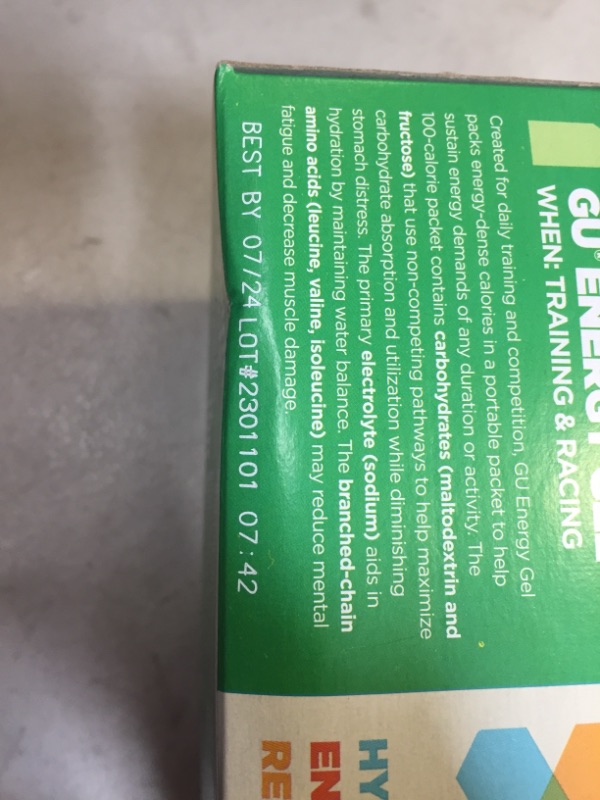 GU® ENERGY GEL
WHEN: TRAINING & RACING
Created for daily training and competition, GU Energy Gel
packs energy-dense calories in a portable packet to help
sustain energy demands of any duration or activity. The
100-calorie packet contains carbohydrates (maltodextrin and
fructose) that use non-competing pathways to help maximize
carbohydrate absorption and utilization while diminishing
stomach distress. The primary electrolyte (sodium) aids in
hydration by maintaining water balance. The branched-chain
amino acids (leucine, valine, isoleucine) may reduce mental
fatigue and decrease muscle damage.
BEST BY 07/24 LOT#2301101 07:42
HY
EN
RE